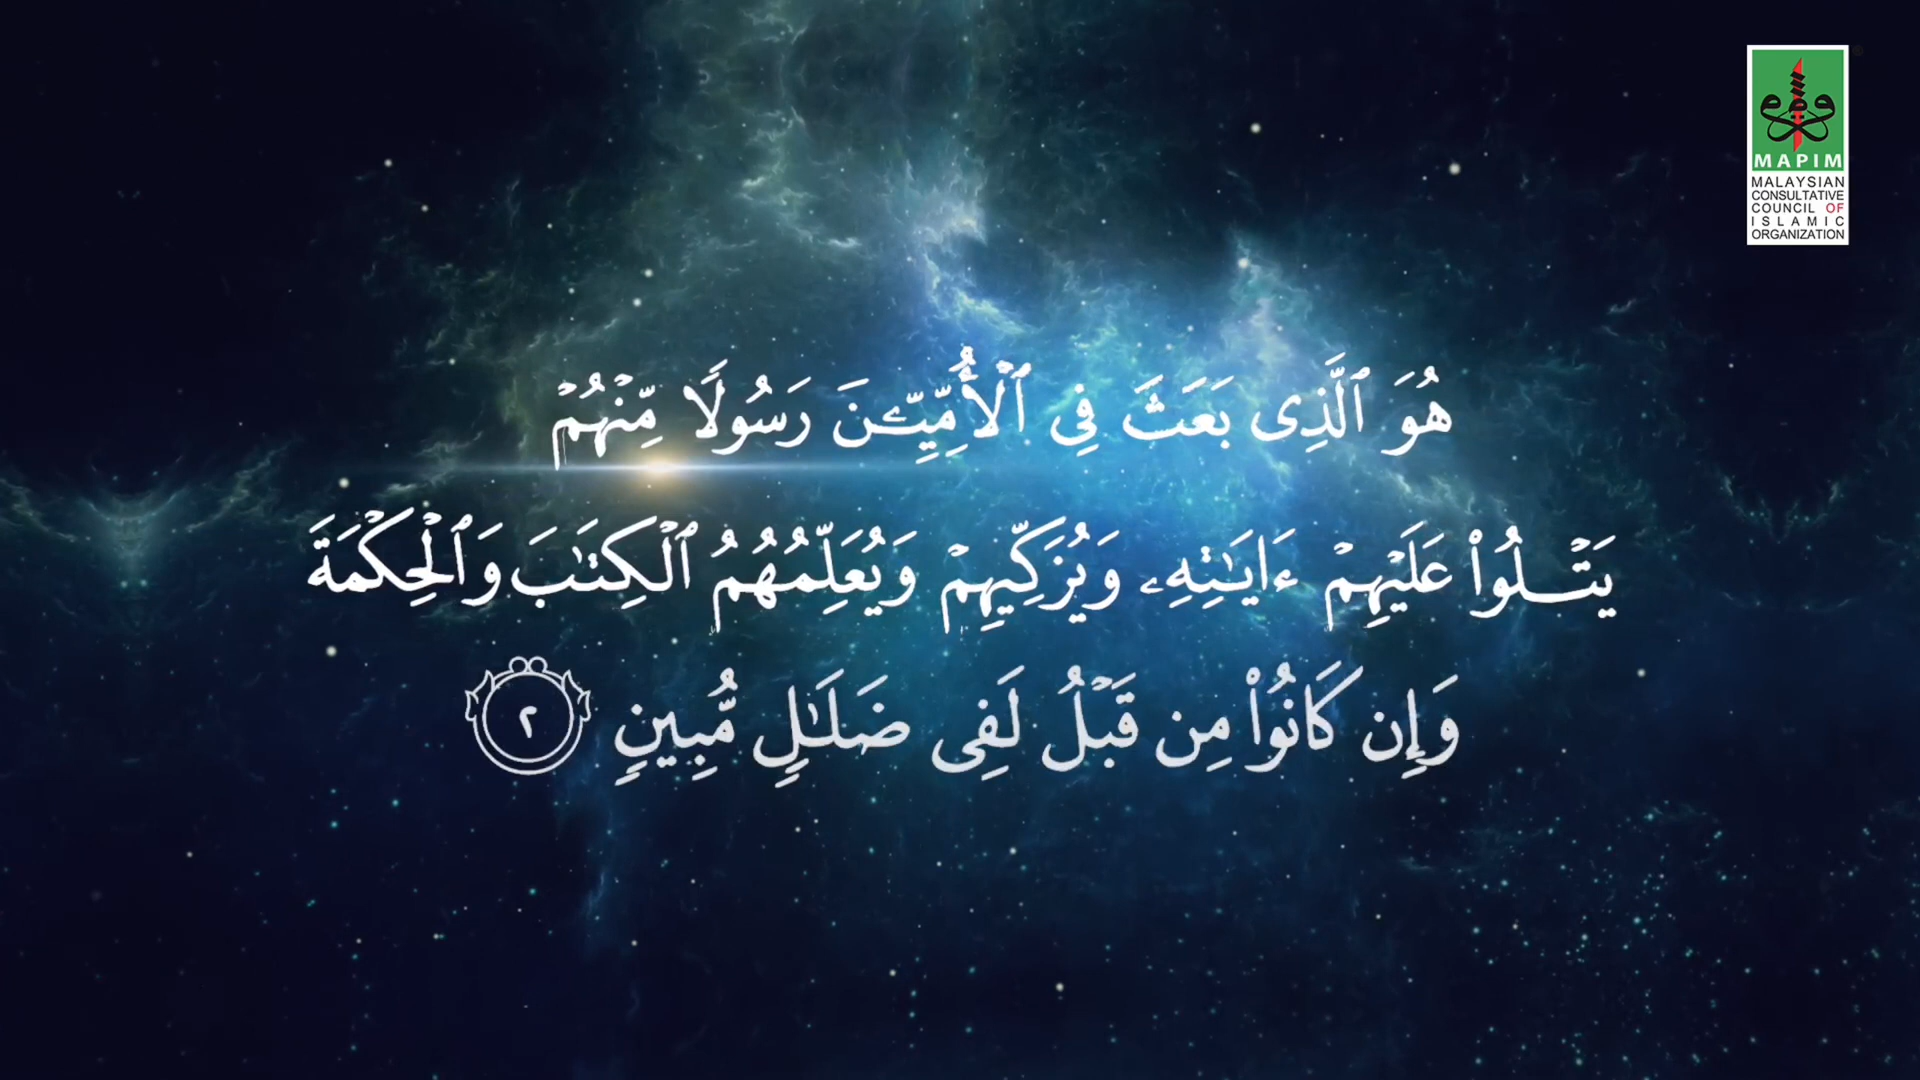 هُوَ ٱلَّذِى بَعَثَ فِى ٱلْأُمِّيِّـۧنَ رَسُولًا مِّنْهُمْ
يَتْـلُوا۟ عَلَيْهِمْ ءَايَـٰتِهِۦ وَيُزَكِّيهِمْ وَيُعَلِّمُهُمُ ٱلْكِتَـٰبَ وَٱلْحِكْمَةَ
وَإِن كَانُوا۟ مِن قَبْلُ لَفِى ضَلَـٰلٍ مُّبِينٍ ٢
MAPIM
MALAYSIAN
CONSULTATIVE
COUNCIL OF
ISLAMIC
ORGANIZATION